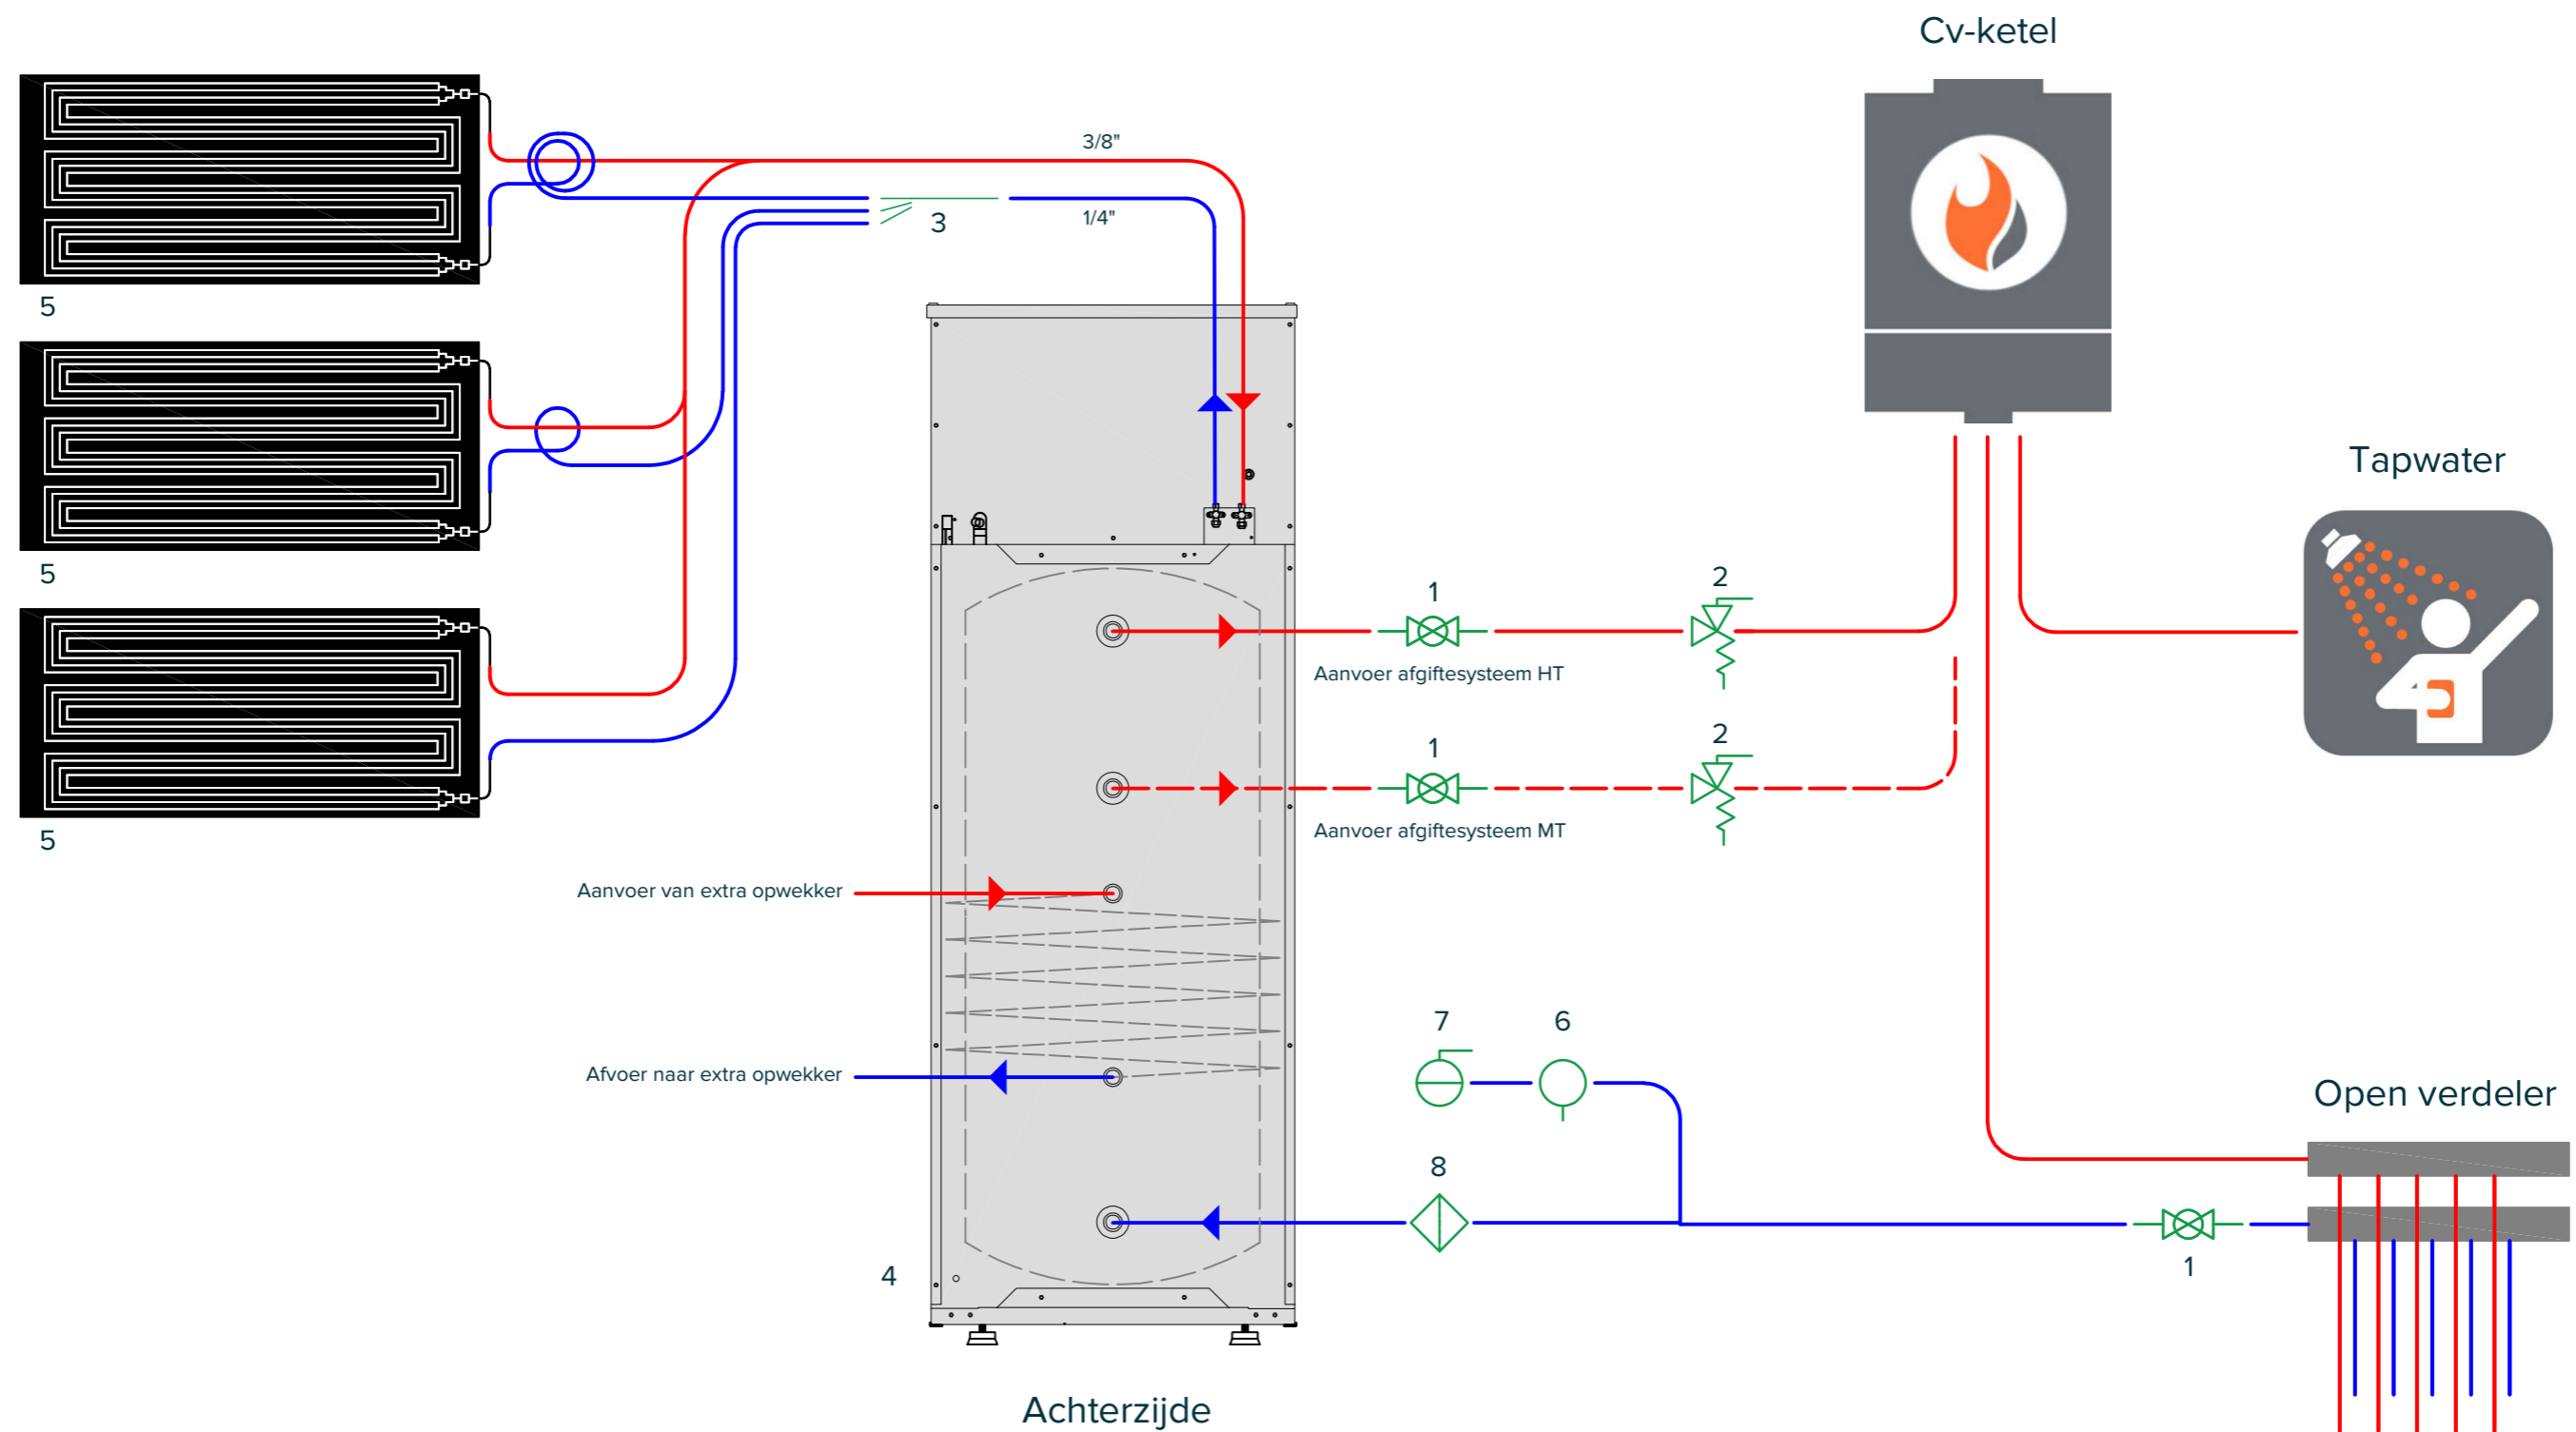 Cv-ketel
3/8"
1/4"
3
5
Tapwater
5
1
2
Aanvoer afgiftesysteem HT
1
2
Aanvoer afgiftesysteem MT
5
Aanvoer van extra opwekker
7
6
Afvoer naar extra opwekker
Open verdeler
8
4
1
Achterzijde